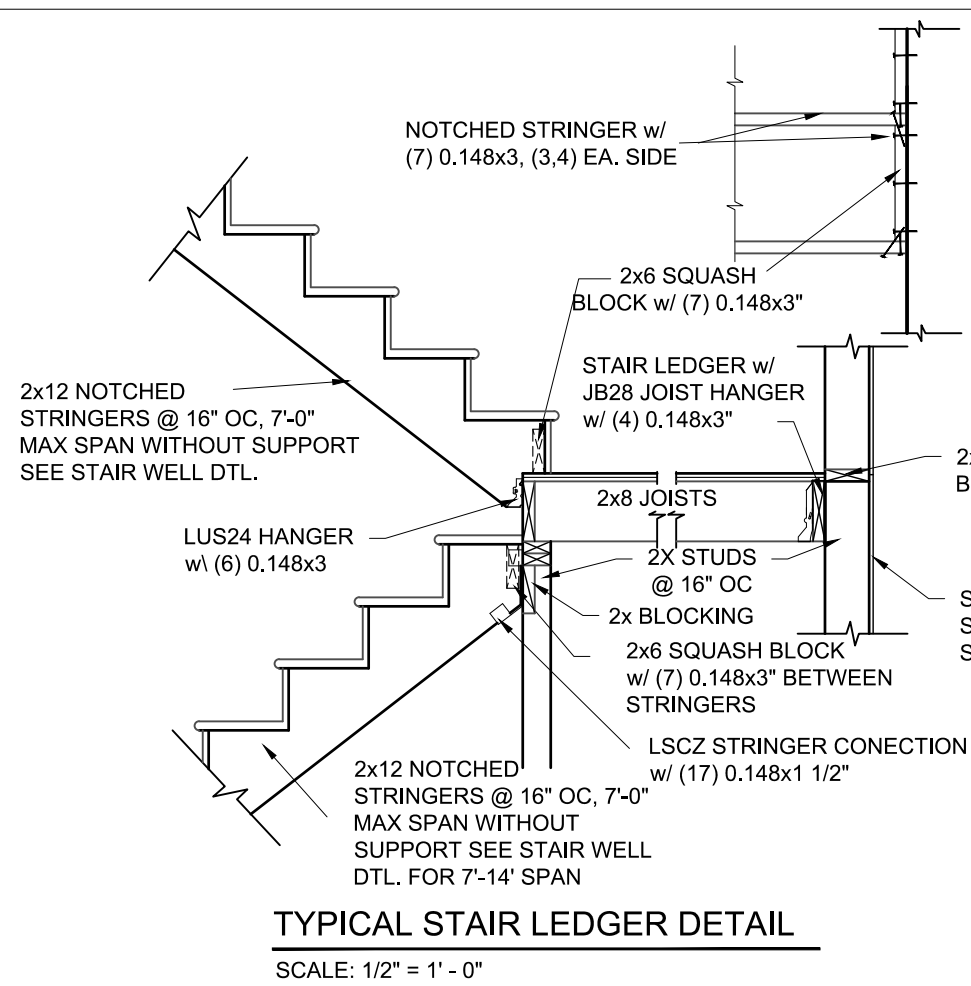 NOTCHED STRINGER w/
(7) 0.148x3, (3,4) EA. SIDE
2x6 SQUASH
BLOCK w/ (7) 0.148x3"
STAIR LEDGER w/
JB28 JOIST HANGER
w/ (4) 0.148x3"
2x12 NOTCHED
STRINGERS @ 16" OC, 7'-0"
MAX SPAN WITHOUT SUPPORT
SEE STAIR WELL DTL.
2x8 JOISTS
LUS24 HANGER
w\ (6) 0.148x3
2X STUDS
@ 16" OC
2x BLOCKING
2x6 SQUASH BLOCK
w/ (7) 0.148x3" BETWEEN
STRINGERS
LSCZ STRINGER CONECTION
w/ (17) 0.148x1 1/2"
2x12 NOTCHED
STRINGERS @ 16" OC, 7'-0"
MAX SPAN WITHOUT
SUPPORT SEE STAIR WELL
DTL. FOR 7'-14' SPAN
TYPICAL STAIR LEDGER DETAIL
SCALE: 1/2" = 1' - 0"